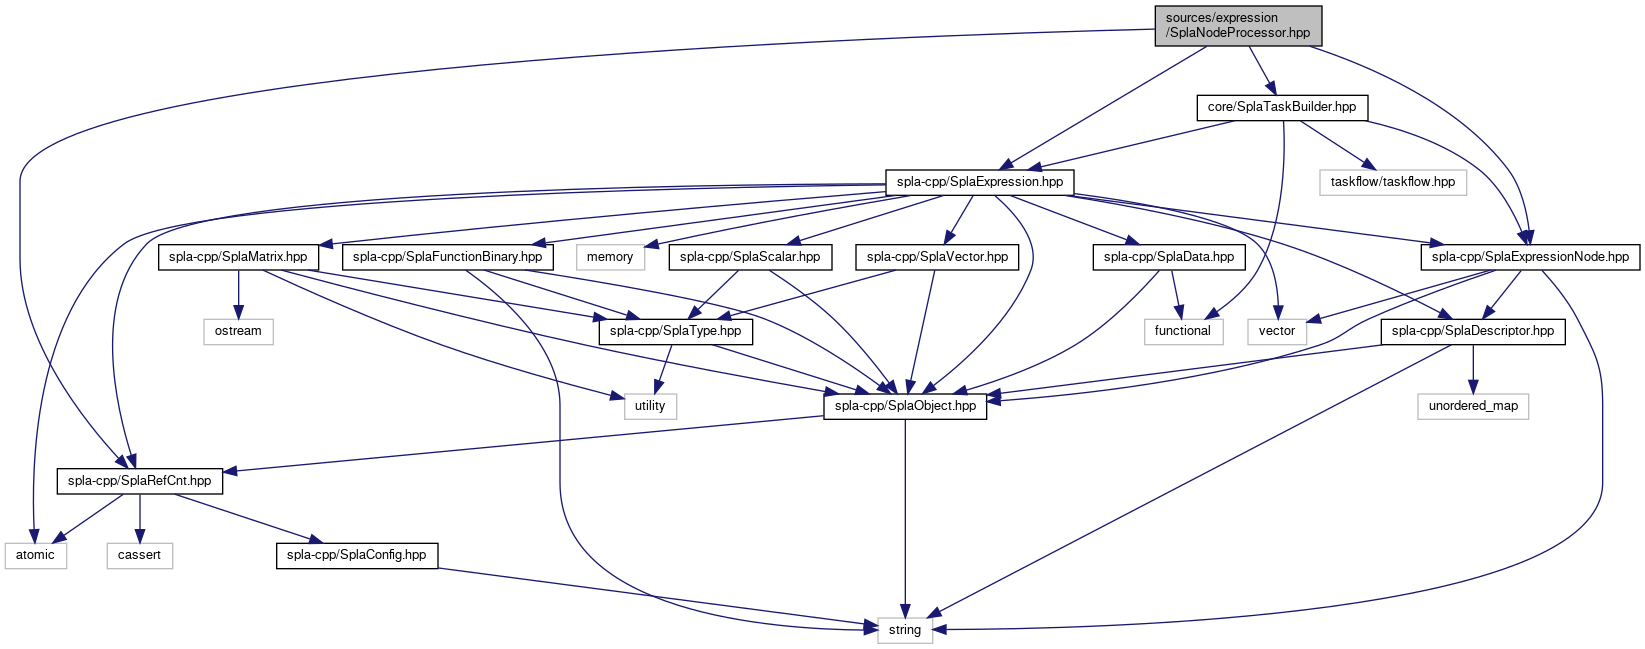 sources/expression
/SplaNodeProcessor.hpp
core/SplaTaskBuilder.hpp
spla-cpp/SplaExpression.hpp
taskflow/taskflow.hpp
spla-cpp/SplaMatrix.hpp
spla-cpp/SplaFunctionBinary.hpp
memory
spla-cpp/SplaScalar.hpp
spla-cpp/SplaVector.hpp
spla-cpp/SplaData.hpp
spla-cpp/SplaExpressionNode.hpp
ostream
spla-cpp/SplaType.hpp
functional
vector
spla-cpp/SplaDescriptor.hpp
utility
spla-cpp/SplaObject.hpp
unordered_map
spla-cpp/SplaRefCnt.hpp
atomic
cassert
spla-cpp/SplaConfig.hpp
string